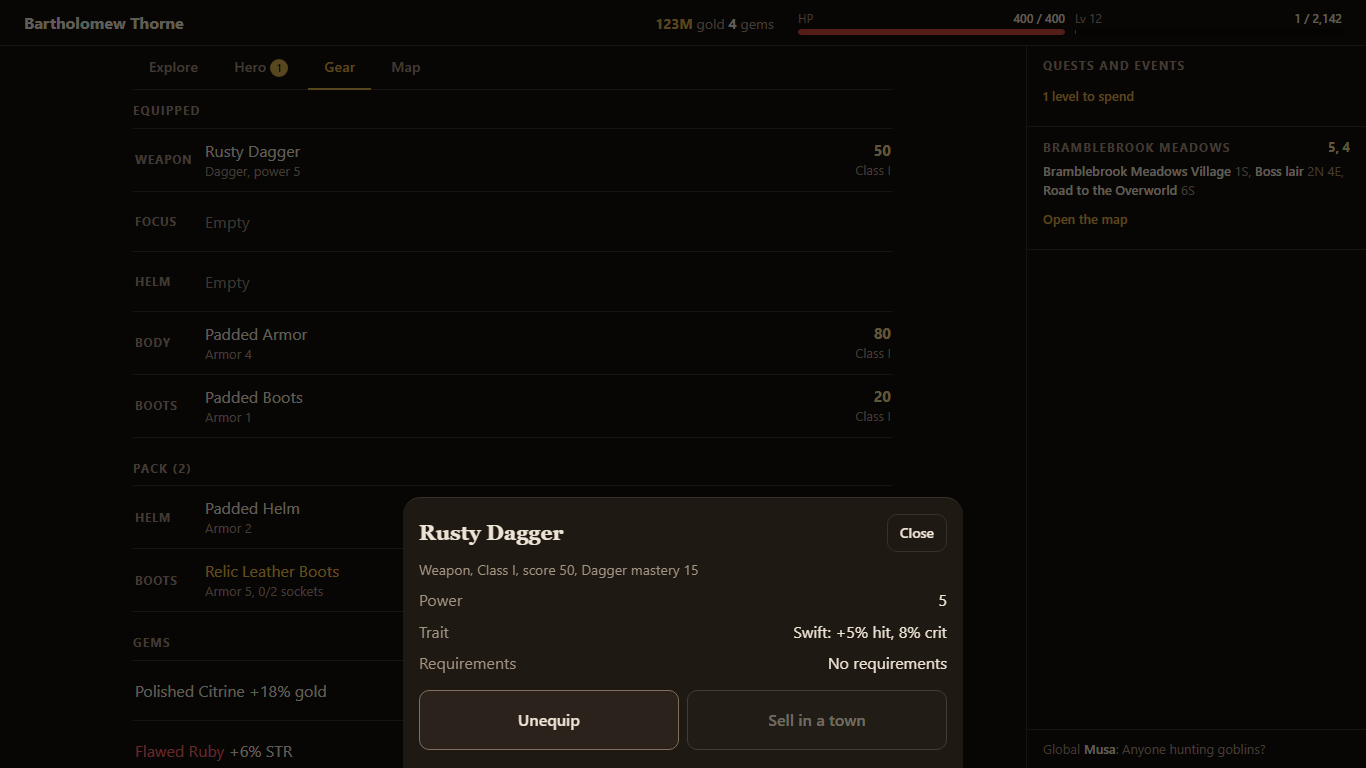 Bartholomew Thorne
123M gold 4 gems
HP 400 / 400
Lv 12 1 / 2,142
Explore Hero 1 Gear Map
EQUIPPED
WEAPON Rusty Dagger 50
Dagger, power 5 Class I
FOCUS Empty
HELM Empty
BODY Padded Armor 80
Armor 4 Class I
BOOTS Padded Boots 20
Armor 1 Class I
PACK (2)
HELM Padded Helm
Armor 2
BOOTS Relic Leather Boots
Armor 5, 0/2 sockets
GEMS
Polished Citrine +18% gold
Flawed Ruby +6% STR
QUESTS AND EVENTS
1 level to spend
BRAMBLEBROOK MEADOWS 5, 4
Bramblebrook Meadows Village 1S, Boss lair 2N 4E,
Road to the Overworld 6S
Open the map
Global Musa: Anyone hunting goblins?
Rusty Dagger
Close
Weapon, Class I, score 50, Dagger mastery 15
Power 5
Trait Swift: +5% hit, 8% crit
Requirements No requirements
Unequip Sell in a town